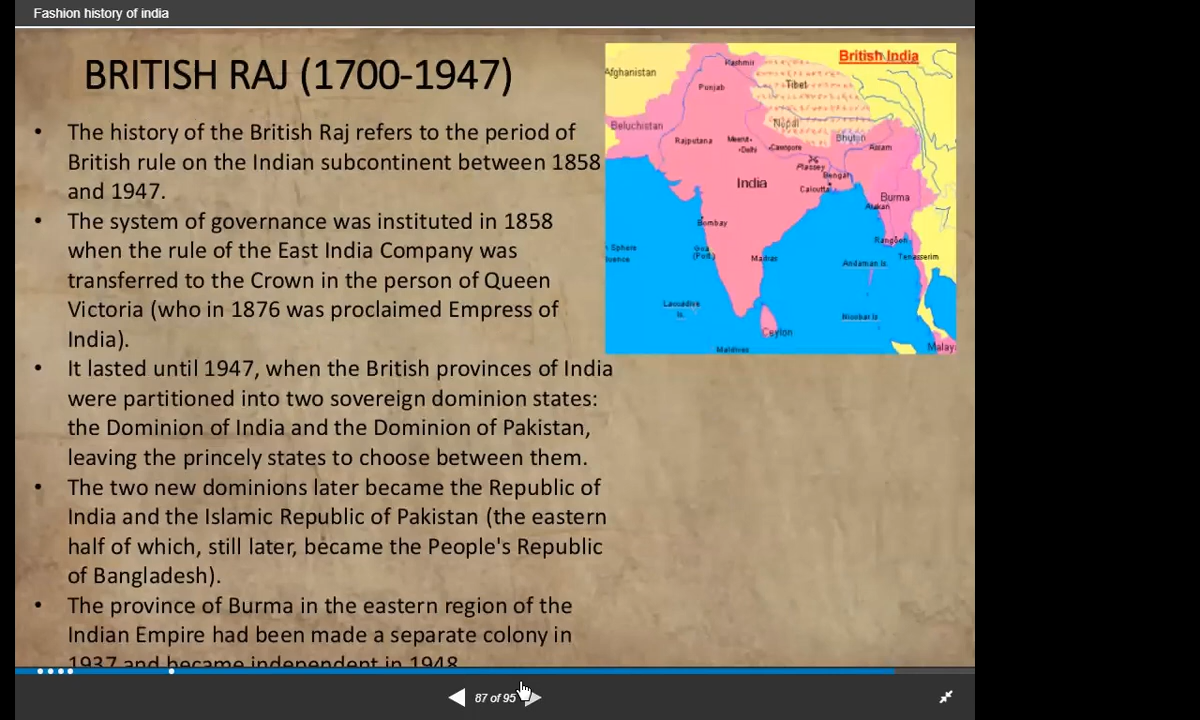 Fashion history of india
BRITISH RAJ (1700-1947)
• The history of the British Raj refers to the period of
British rule on the Indian subcontinent between 1858
and 1947.
• The system of governance was instituted in 1858
when the rule of the East India Company was
transferred to the Crown in the person of Queen
Victoria (who in 1876 was proclaimed Empress of
India).
• It lasted until 1947, when the British provinces of India
were partitioned into two sovereign dominion states:
the Dominion of India and the Dominion of Pakistan,
leaving the princely states to choose between them.
• The two new dominions later became the Republic of
India and the Islamic Republic of Pakistan (the eastern
half of which, still later, became the People's Republic
of Bangladesh).
• The province of Burma in the eastern region of the
Indian Empire had been made a separate colony in
1937 and became independent in 1948.
British India
Afghanistan
Kashmir
Punjab
Tibet
Beluchistan
Nepal
Rajputana
Meerut
Delhi
Cawnpore
Bhutan
Assam
Plassey
Bengal
India
Calcutta
Burma
Arakan
Bombay
Rangoon
n Sphere
Goa
(Port.)
Madras
Tenasserim
Andaman Is.
Laccadive
Is.
Nicobar Is
Ceylon
Maldives
Malay
87 of 95